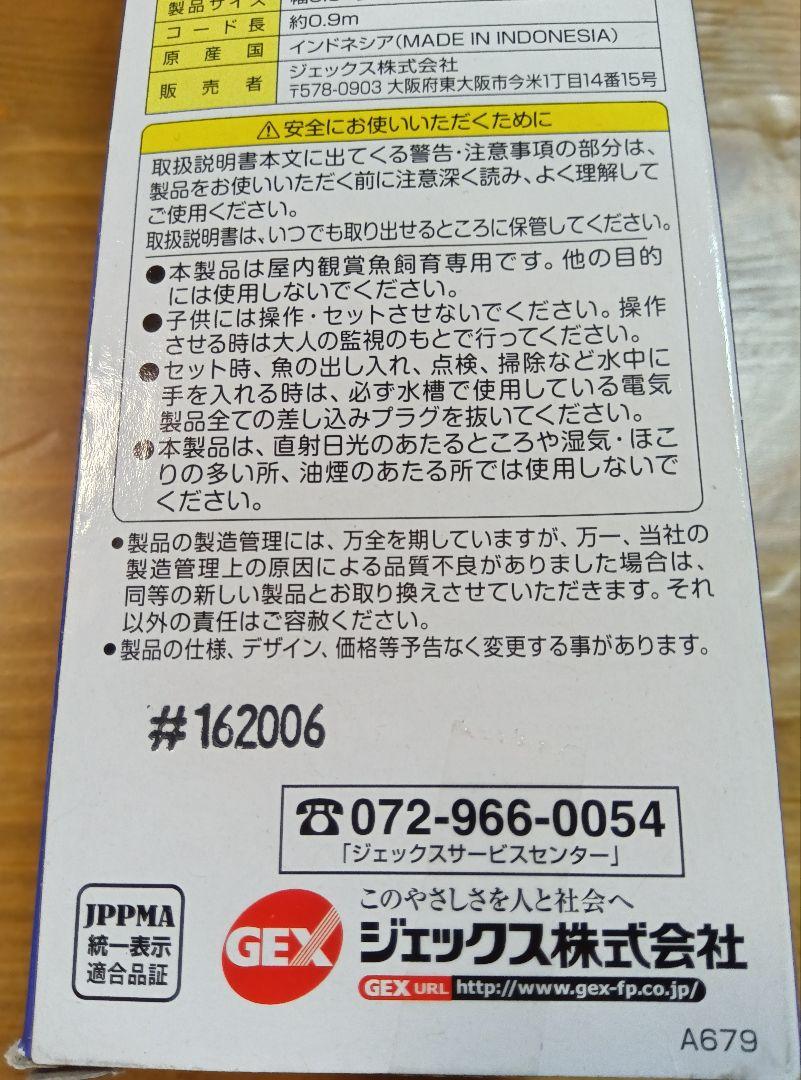 製品サイズ
コード長 約0.9m
原産国 インドネシア(MADE IN INDONESIA)
販売者 ジェックス株式会社
〒578-0903 大阪府東大阪市今米1丁目14番15号
⚠安全にお使いいただくために
取扱説明書本文に出てくる警告・注意事項の部分は、
製品をお使いいただく前に注意深く読み、よく理解して
ご使用ください。
取扱説明書は、いつでも取り出せるところに保管してください。
●本製品は屋内観賞魚飼育専用です。他の目的
には使用しないでください。
●子供には操作・セットさせないでください。操作
させる時は大人の監視のもとで行ってください。
●セット時、魚の出し入れ、点検、掃除など水中に
手を入れる時は、必ず水槽で使用している電気
製品全ての差し込みプラグを抜いてください。
●本製品は、直射日光のあたるところや湿気・ほこ
りの多い所、油煙のあたる所では使用しないで
ください。
●製品の製造管理には、万全を期していますが、万一、当社の
製造管理上の原因による品質不良がありました場合は、
同等の新しい製品とお取り換えさせていただきます。それ
以外の責任はご容赦ください。
●製品の仕様、デザイン、価格等予告なく変更する事があります。
#162006
☎072-966-0054
「ジェックスサービスセンター」
JPPMA
統一表示
適合品証
GEX
このやさしさを人と社会へ
ジェックス株式会社
GEX URL http://www.gex-fp.co.jp/
A679